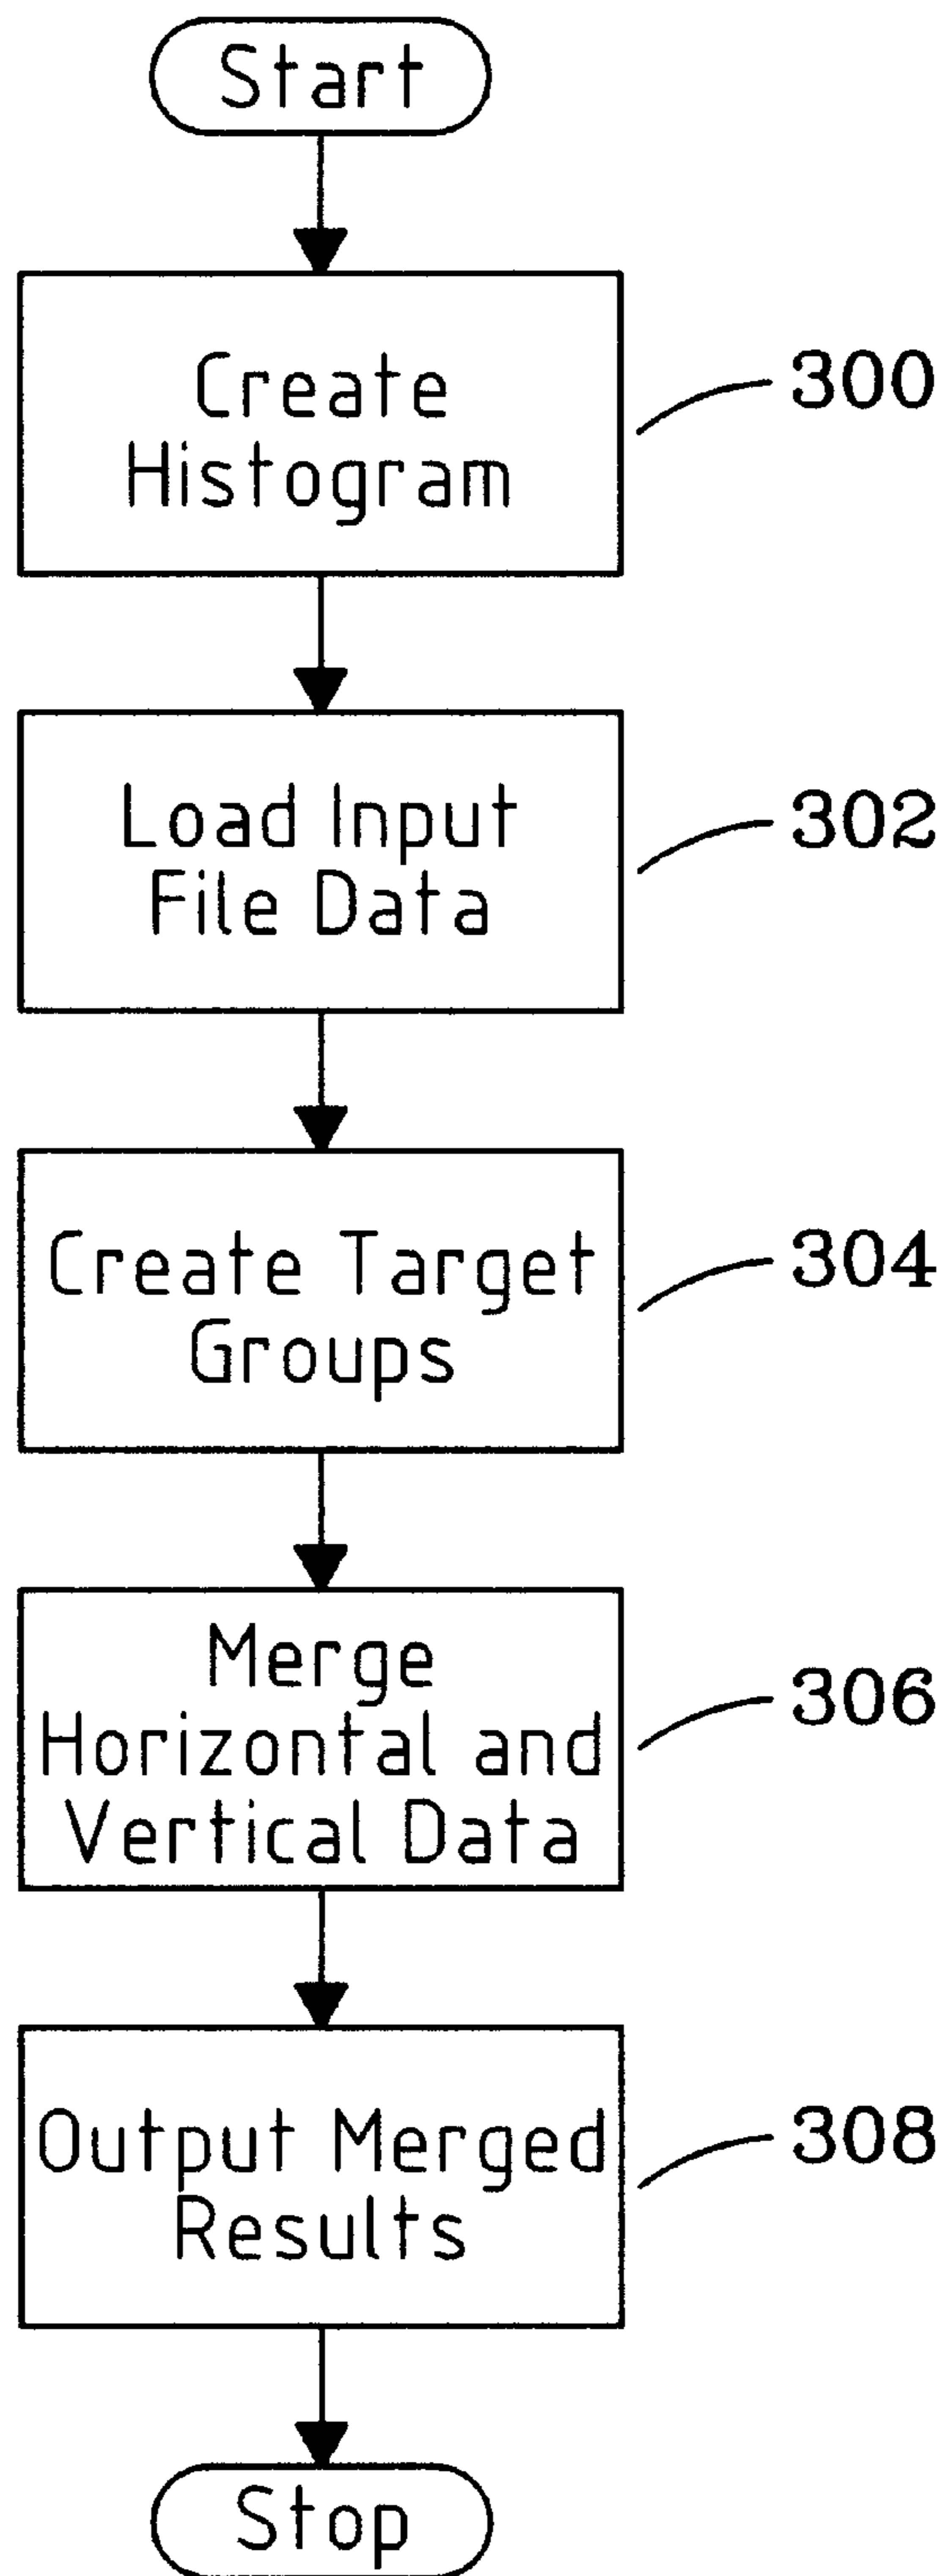 Start
Create
Histogram
300
Load Input
File Data
302
Create Target
Groups
304
Merge
Horizontal and
Vertical Data
306
Output Merged
Results
308
Stop